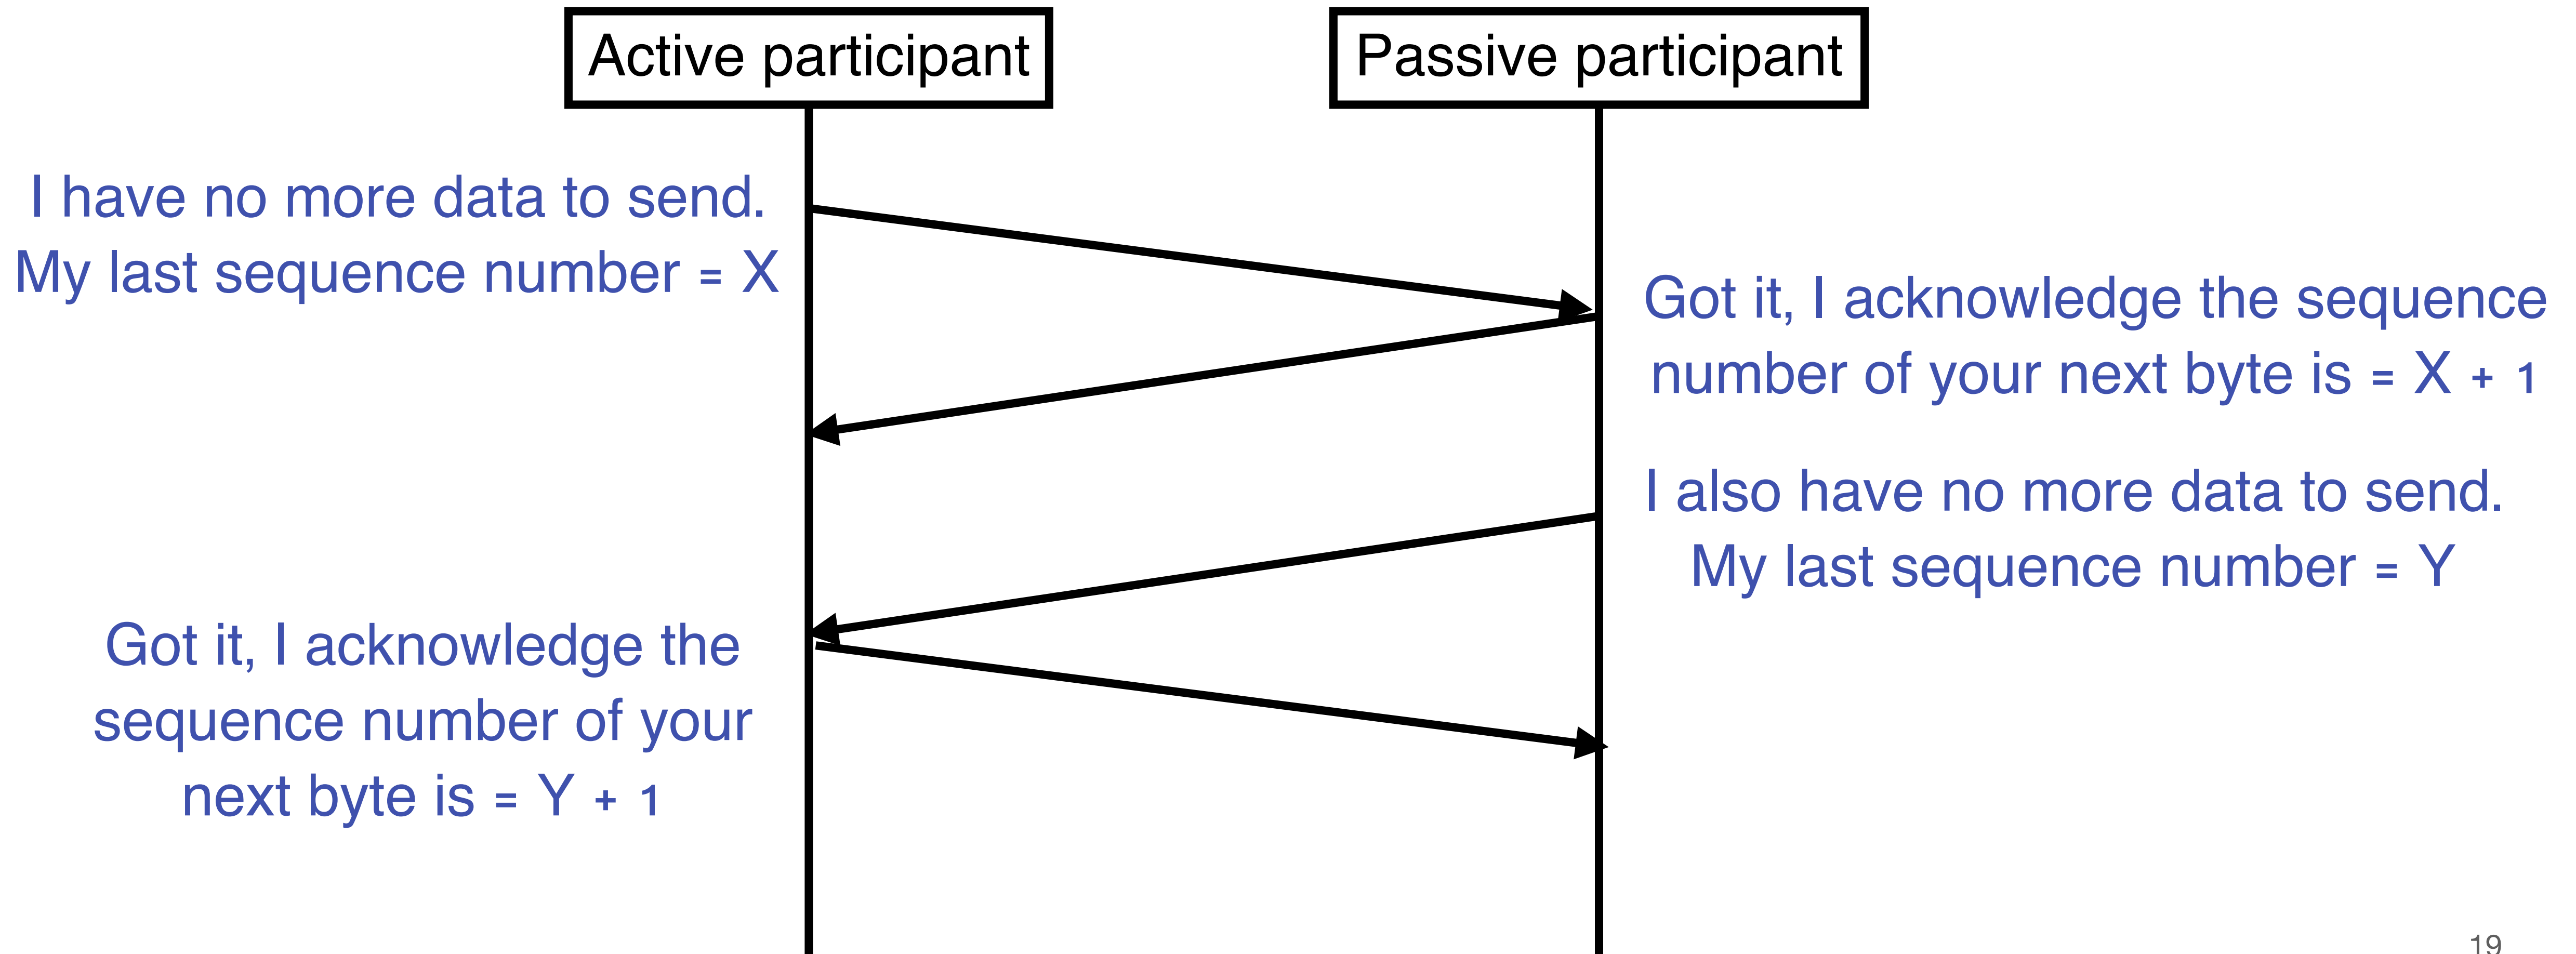 Active participant
Passive participant
I have no more data to send.
My last sequence number = X
Got it, I acknowledge the sequence
number of your next byte is = X + 1
I also have no more data to send.
My last sequence number = Y
Got it, I acknowledge the
sequence number of your
next byte is = Y + 1
19